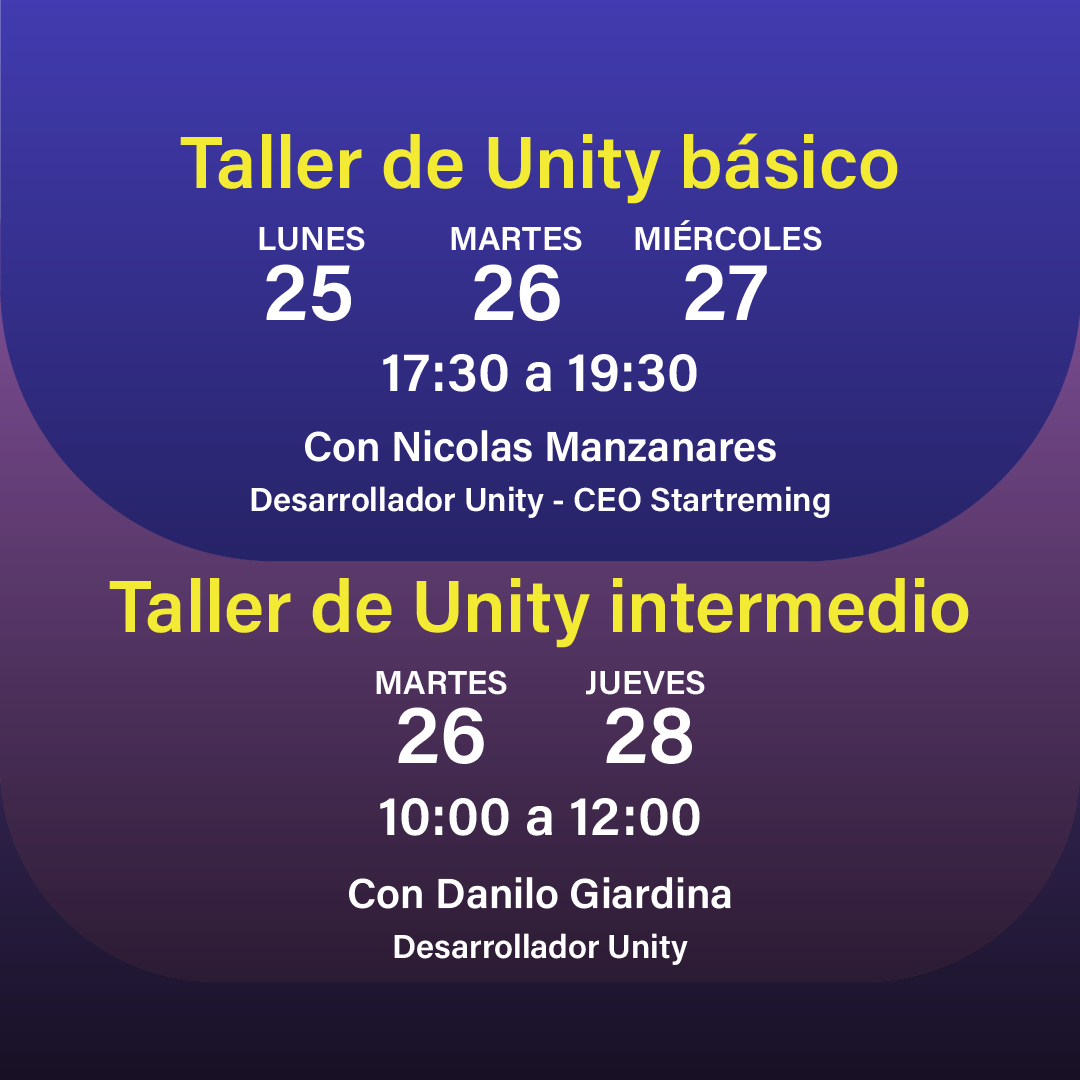 Taller de Unity básico
LUNES MARTES MIÉRCOLES
25 26 27
17:30 a 19:30
Con Nicolas Manzanares
Desarrollador Unity - CEO Startreming
Taller de Unity intermedio
MARTES JUEVES
26 28
10:00 a 12:00
Con Danilo Giardina
Desarrollador Unity